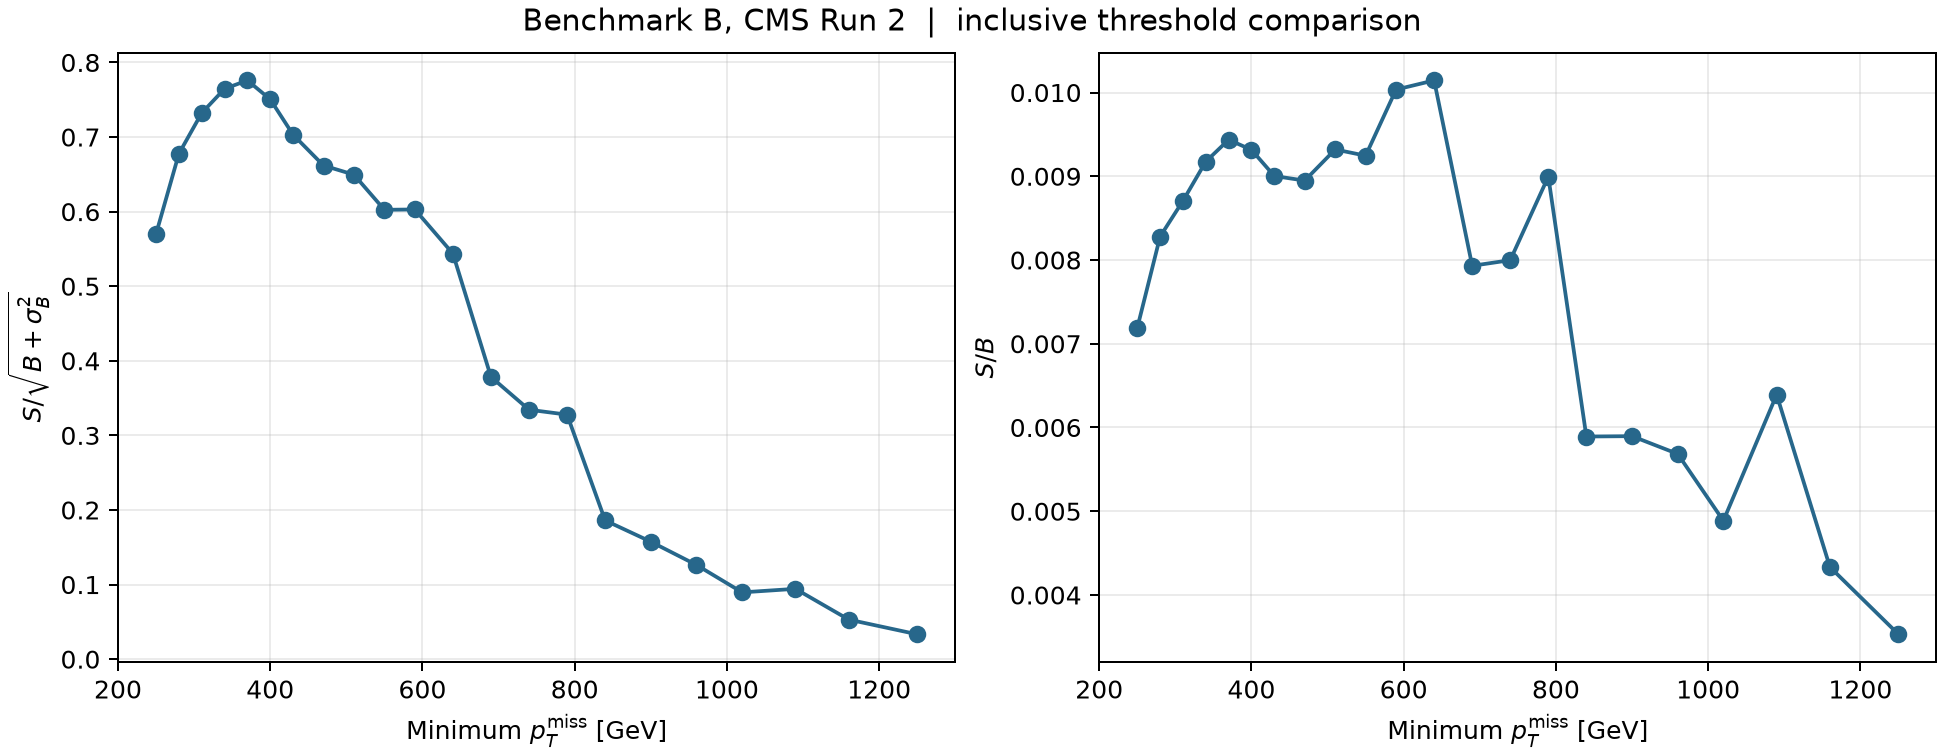 Benchmark B, CMS Run 2 | inclusive threshold comparison
S/√(B + σ_B^2)
0.8
0.7
0.6
0.5
0.4
0.3
0.2
0.1
0.0
200 400 600 800 1000 1200
Minimum p_T^miss [GeV]
S/B
0.010
0.009
0.008
0.007
0.006
0.005
0.004
200 400 600 800 1000 1200
Minimum p_T^miss [GeV]